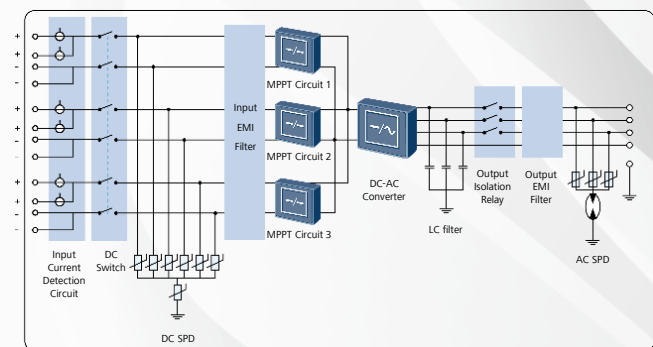 +
+
-
-
+
+
-
-
+
+
-
-
MPPT Circuit 1
Input
EMI
Filter
MPPT Circuit 2
MPPT Circuit 3
DC-AC
Converter
LC filter
Output
Isolation
Relay
Output
EMI
Filter
AC SPD
Input
Current
Detection
Circuit
DC
Switch
DC SPD